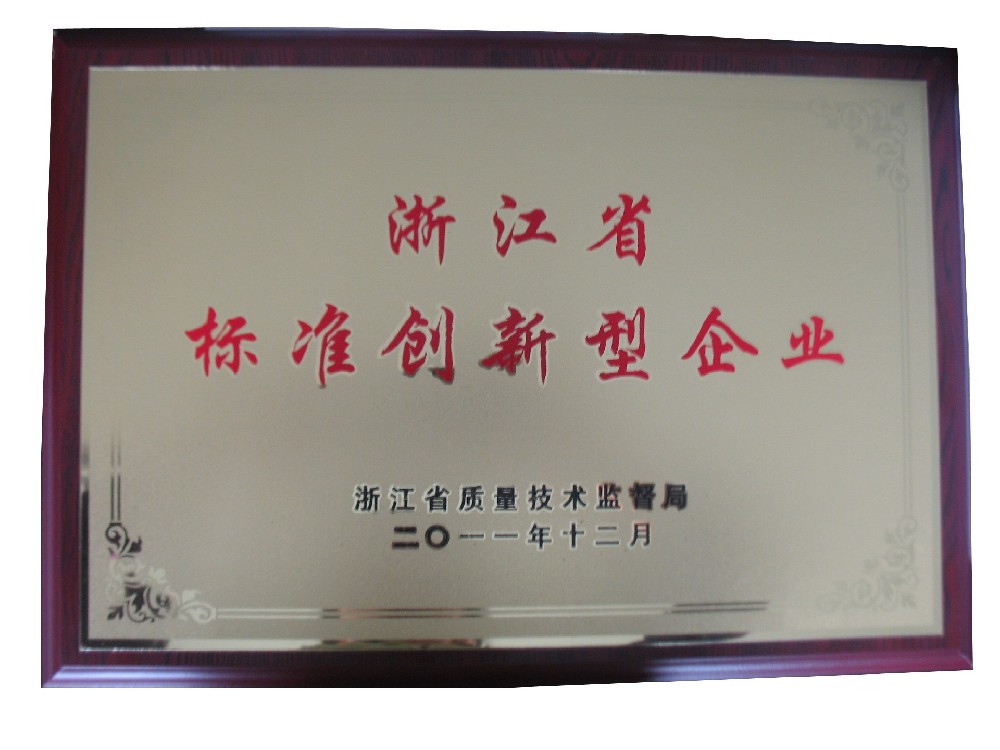 浙江省
标准创新型企业
浙江省质量技术监督局
二〇一一年十二月